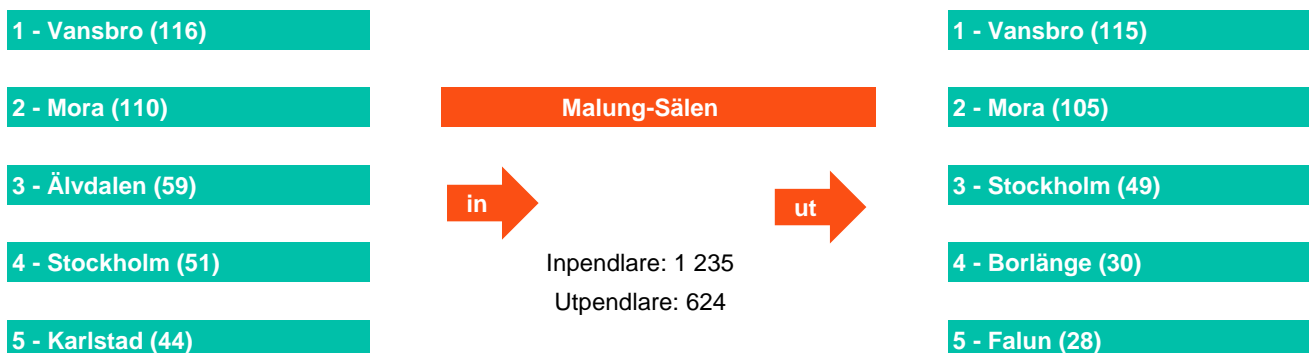 1 - Vansbro (116)
2 - Mora (110)
3 - Älvdalen (59)
4 - Stockholm (51)
5 - Karlstad (44)
Malung-Sälen
in
ut
Inpendlare: 1 235
Utpendlare: 624
1 - Vansbro (115)
2 - Mora (105)
3 - Stockholm (49)
4 - Borlänge (30)
5 - Falun (28)